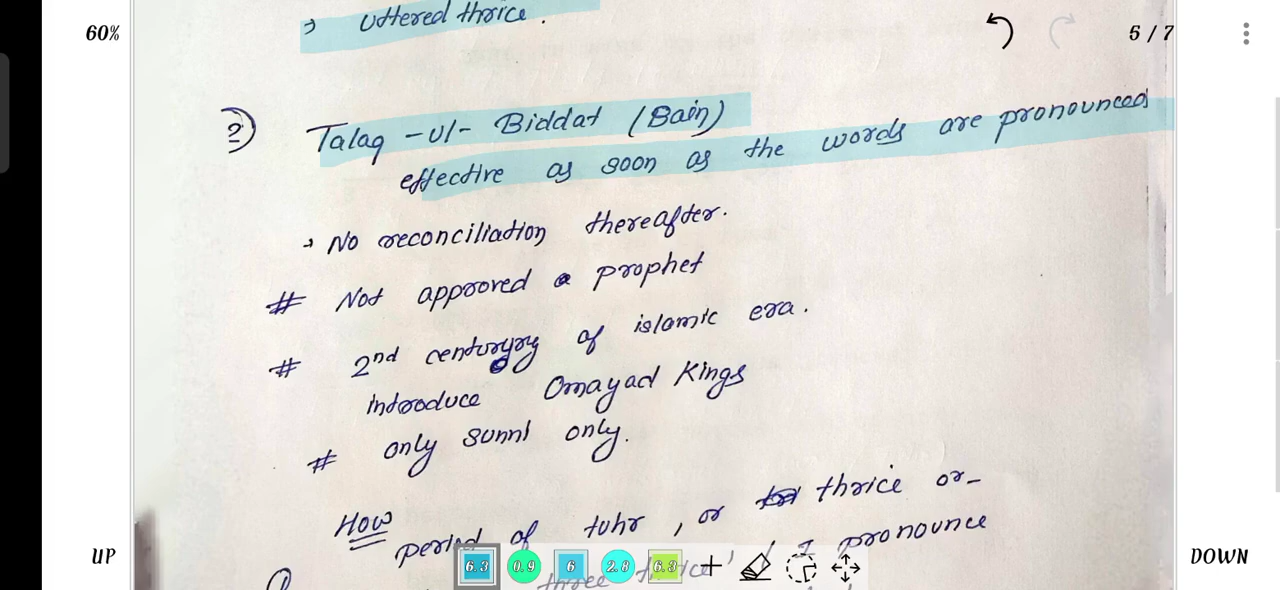 60%
5 / 7
→ uttered thrice.
2) Talaq -ul- Biddat (Bain)
effective as soon as the words are pronounced
→ No reconciliation thereafter.
# Not approved prophet
# 2nd century of islamic era.
introduce Omayad Kings
# only sunni only.
How
period of tuhr, or thrice or-
pronounce
6.3 0.9 6 2.8 6.3
UP
DOWN